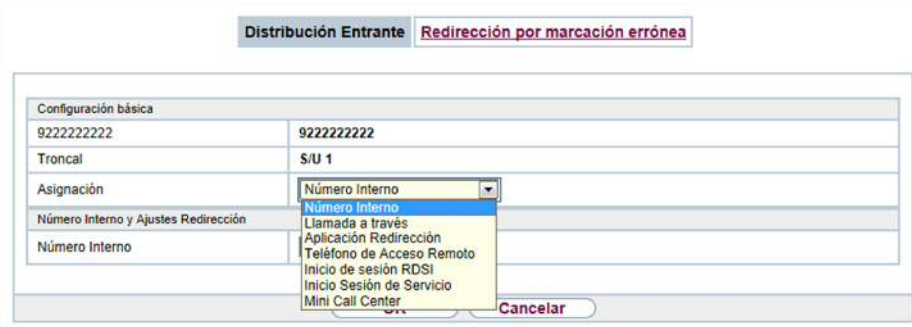 Distribución Entrante Redirección por marcación errónea
Configuración básica
9222222222 9222222222
Troncal S/U 1
Asignación Número Interno
Número Interno
Número Interno y Ajustes Redirección
Llamada a través
Aplicación Redirección
Número Interno
Teléfono de Acceso Remoto
Inicio de sesión RDSI
Inicio Sesión de Servicio
Mini Call Center
Cancelar